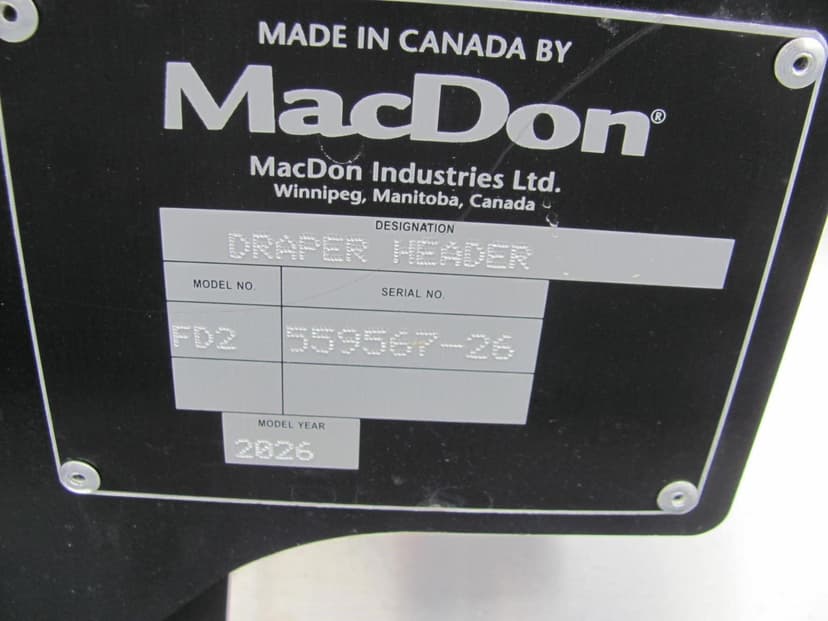 MADE IN CANADA BY
MacDon®
MacDon Industries Ltd.
Winnipeg, Manitoba, Canada
DESIGNATION
DRAPER HEADER
MODEL NO. SERIAL NO.
FD2 559567-26
MODEL YEAR
2026